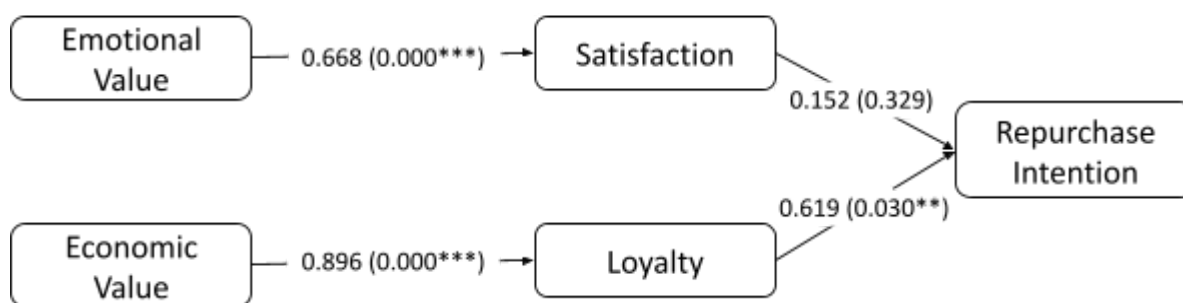 Emotional
Value
0.668 (0.000***)
Satisfaction
0.152 (0.329)
Repurchase
Intention
0.619 (0.030**)
Economic
Value
0.896 (0.000***)
Loyalty